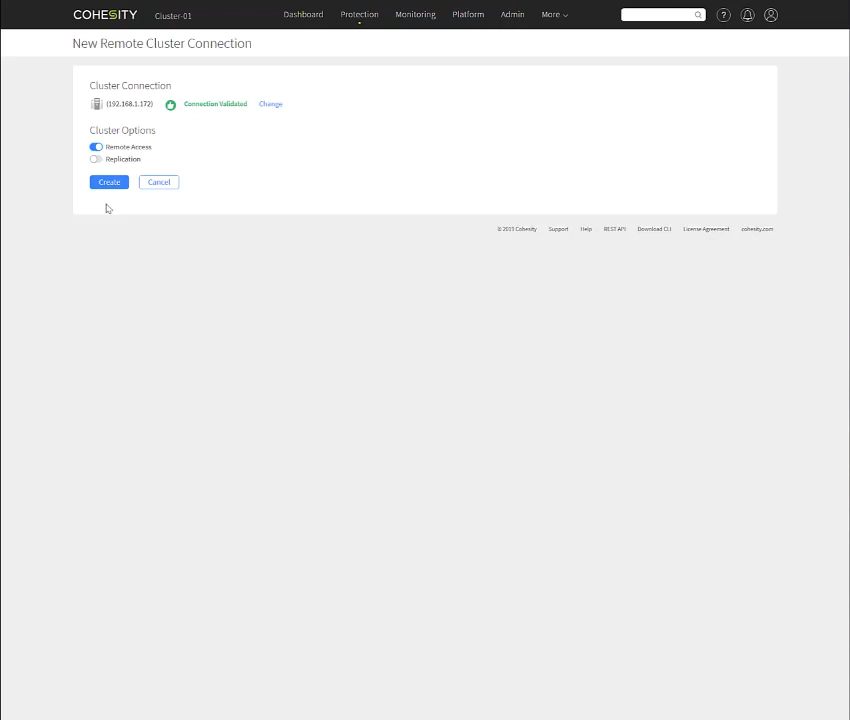 COHESITY Cluster-01 Dashboard Protection Monitoring Platform Admin More
New Remote Cluster Connection
Cluster Connection
(192.168.1.172) Connection Validated Change
Cluster Options
Remote Access
Replication
Create Cancel
© 2019 Cohesity Support Help REST API Download CLI License Agreement cohesity.com